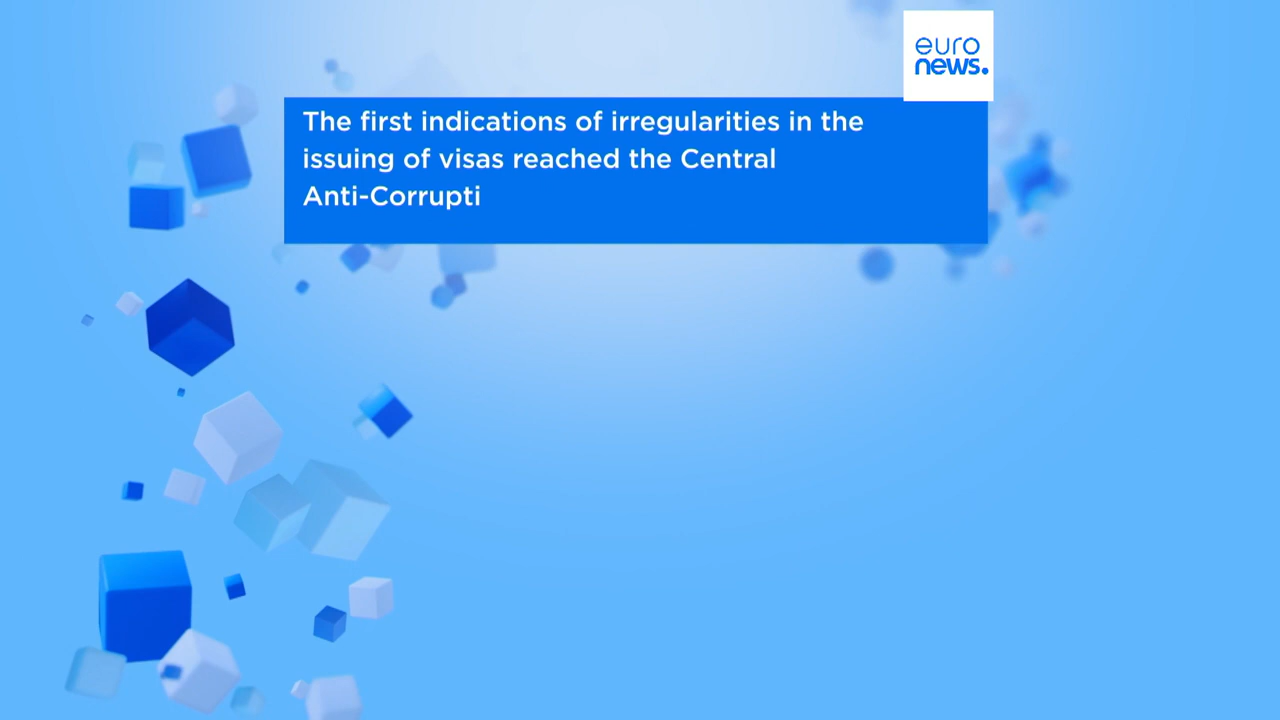 euro
news.
The first indications of irregularities in the
issuing of visas reached the Central
Anti-Corrupti